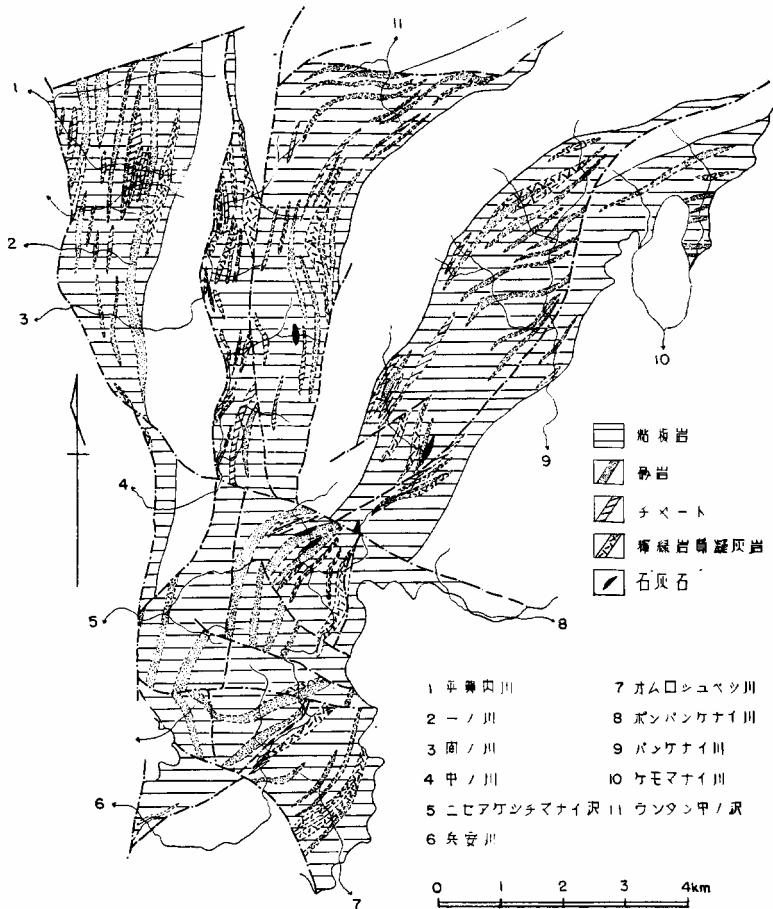 11
1
2
3
10
9
4
8
5
6
7
粘板岩
砂岩
チャート
輝緑岩質凝灰岩
石灰石
1 平賀内川
2 一ノ川
3 間ノ川
4 中ノ川
5 ニセアケシチマナイ沢
6 兵安川
7 オムロシュペツ川
8 ポンパンケナイ川
9 パンケナイ川
10 ケモマナイ川
11 ウンタン中ノ沢
0 1 2 3 4km